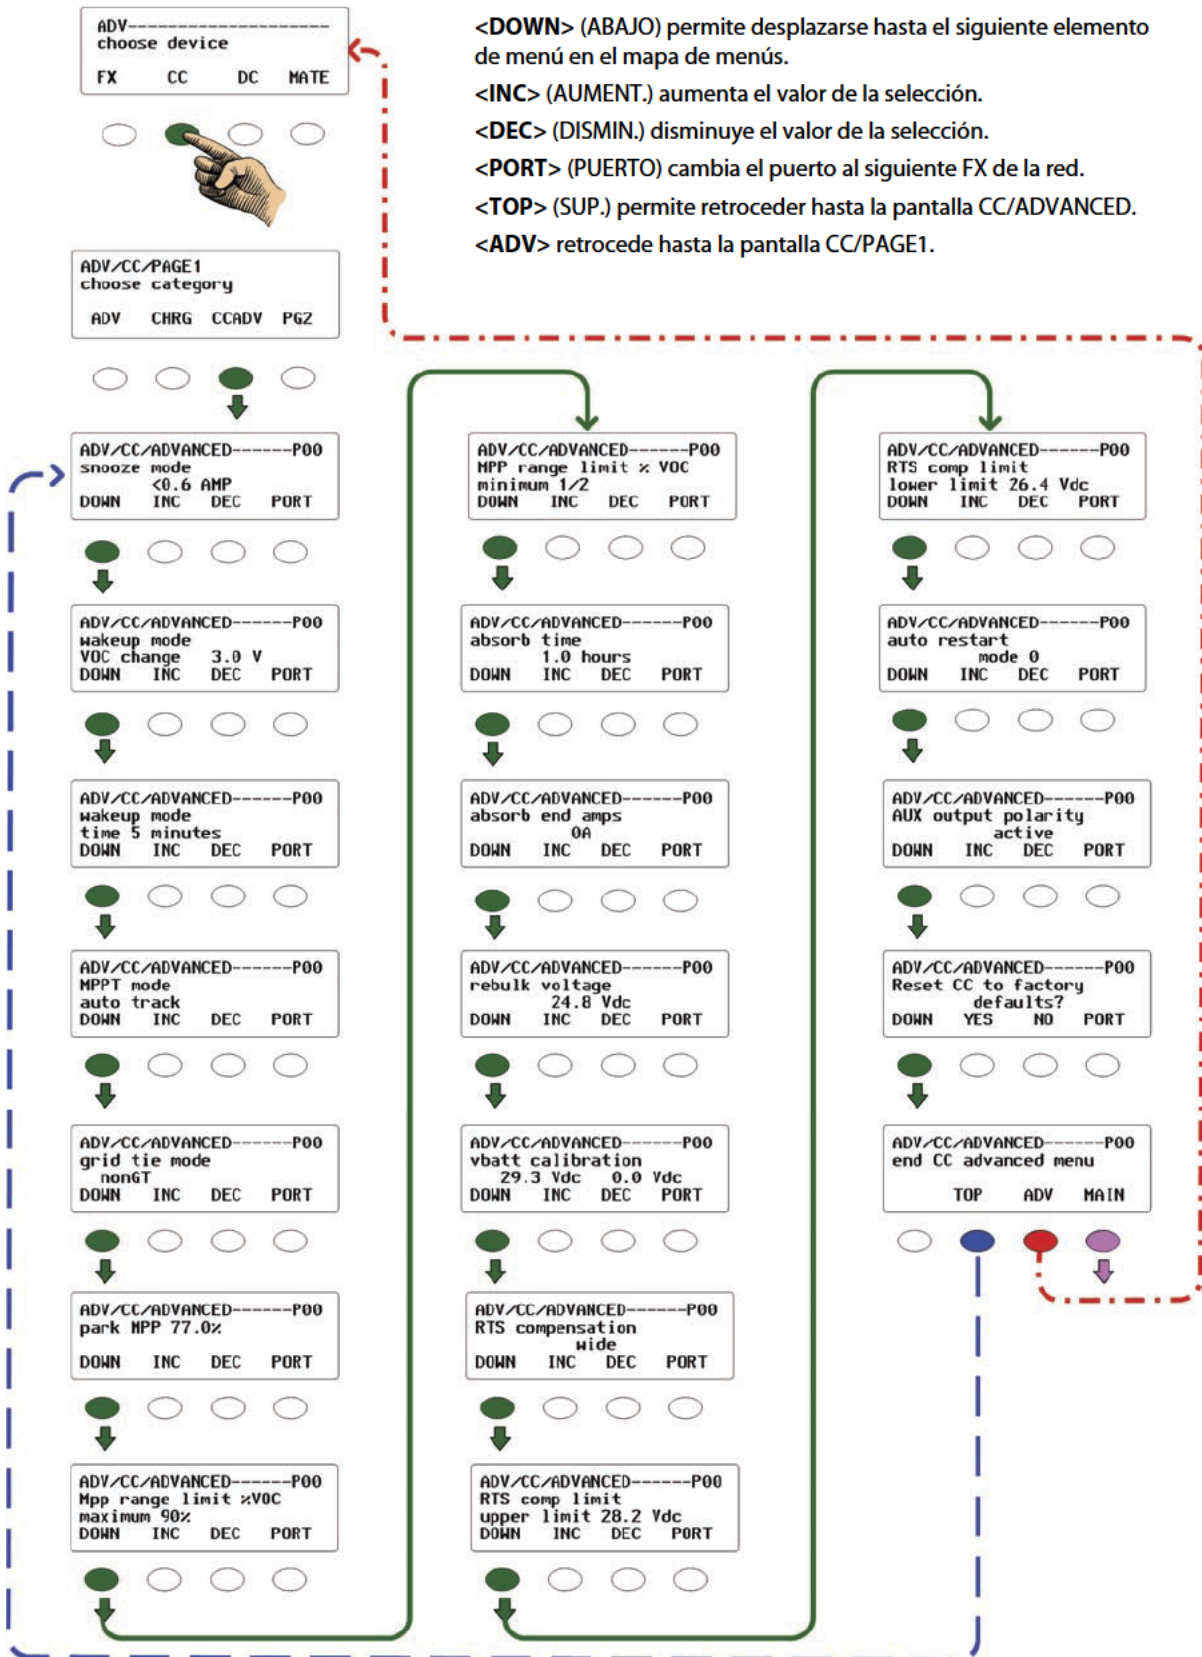 ADV--------------------
choose device
FX CC DC MATE
<DOWN> (ABAJO) permite desplazarse hasta el siguiente elemento
de menú en el mapa de menús.
<INC> (AUMENT.) aumenta el valor de la selección.
<DEC> (DISMIN.) disminuye el valor de la selección.
<PORT> (PUERTO) cambia el puerto al siguiente FX de la red.
<TOP> (SUP.) permite retroceder hasta la pantalla CC/ADVANCED.
<ADV> retrocede hasta la pantalla CC/PAGE1.
ADV/CC/PAGE1
choose category
ADV CHRG CCADV PG2
ADV/CC/ADVANCED------P00
snooze mode
<0.6 AMP
DOWN INC DEC PORT
ADV/CC/ADVANCED------P00
wakeup mode
VOC change 3.0 V
DOWN INC DEC PORT
ADV/CC/ADVANCED------P00
wakeup mode
time 5 minutes
DOWN INC DEC PORT
ADV/CC/ADVANCED------P00
MPPT mode
auto track
DOWN INC DEC PORT
ADV/CC/ADVANCED------P00
grid tie mode
nonGT
DOWN INC DEC PORT
ADV/CC/ADVANCED------P00
park MPP 77.0%
DOWN INC DEC PORT
ADV/CC/ADVANCED------P00
Mpp range limit %VOC
maximum 90%
DOWN INC DEC PORT
ADV/CC/ADVANCED------P00
MPP range limit % VOC
minimum 1/2
DOWN INC DEC PORT
ADV/CC/ADVANCED------P00
absorb time
1.0 hours
DOWN INC DEC PORT
ADV/CC/ADVANCED------P00
absorb end amps
0A
DOWN INC DEC PORT
ADV/CC/ADVANCED------P00
rebulk voltage
24.8 Vdc
DOWN INC DEC PORT
ADV/CC/ADVANCED------P00
vbatt calibration
29.3 Vdc 0.0 Vdc
DOWN INC DEC PORT
ADV/CC/ADVANCED------P00
RTS compensation
wide
DOWN INC DEC PORT
ADV/CC/ADVANCED------P00
RTS comp limit
upper limit 28.2 Vdc
DOWN INC DEC PORT
ADV/CC/ADVANCED------P00
RTS comp limit
lower limit 26.4 Vdc
DOWN INC DEC PORT
ADV/CC/ADVANCED------P00
auto restart
mode 0
DOWN INC DEC PORT
ADV/CC/ADVANCED------P00
AUX output polarity
active
DOWN INC DEC PORT
ADV/CC/ADVANCED------P00
Reset CC to factory
defaults?
DOWN YES NO PORT
ADV/CC/ADVANCED------P00
end CC advanced menu
TOP ADV MAIN